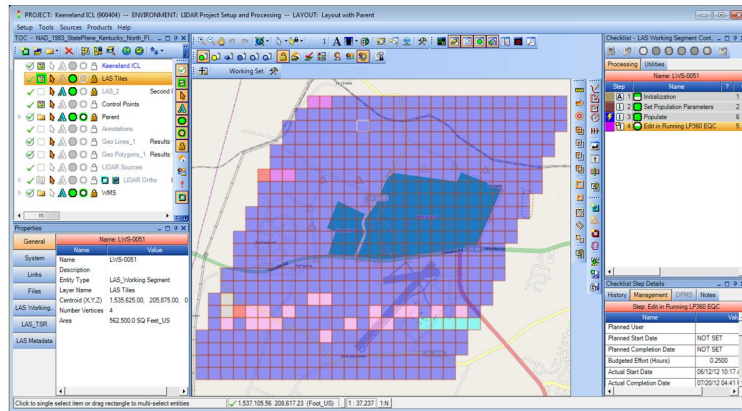 PROJECT: Keeneland ICL (900404) -- ENVIRONMENT: LIDAR Project Setup and Processing -- LAYOUT: Layout with Parent
Setup Tools Sources Products Help
TOC - NAD_1983_StatePlane_Kentucky_North_FI...
Keeneland ICL
LAS Tiles
LAS_2 Second
Control Points
Parent
Annotations
Geo Lines_1 Results
Geo Polygons_1 Results
LIDAR Sources
LIDAR Ortho
WMS
Working Set
Properties
General
System
Links
Files
LAS Working...
LAS_TSR
LAS Metadata
Name: LWS-0051
Name Value
Name LWS-0051
Description
Entity Type LAS_Working Segment
Layer Name LAS Tiles
Centroid (X,Y,Z) 1,535,625.00, 205,875.00, 0
Number Vertices 4
Area 562,500.0 SQ Feet_US
Checklist - LAS Working Segment Cont...
Processing Utilities
Name: LWS-0051
Step Name ?
A 1 Initialization 1
I 2 Set Population Parameters 2
I 3 Populate 6
4 Edit in Running LP360 EQC 5
Checklist Step Details
History Management DPMS Notes
Step: Edit in Running LP360 EQC
Name Valu
Planned User
Planned Start Date NOT SET
Planned Completion Date NOT SET
Budgeted Effort (Hours) 0.2500
Actual Start Date 06/12/12 10:17
Actual Completion Date 07/20/12 04:41
Click to single select item or drag rectangle to multi-select entities
1,537,105.56 208,617.23 (Foot_US)
1 : 37,237
1:N